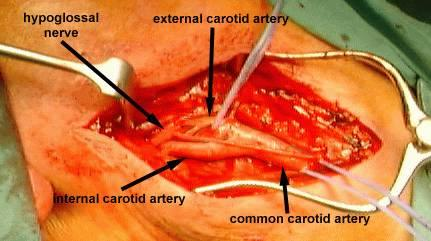 hypoglossal
nerve
external carotid artery
internal carotid artery
common carotid artery